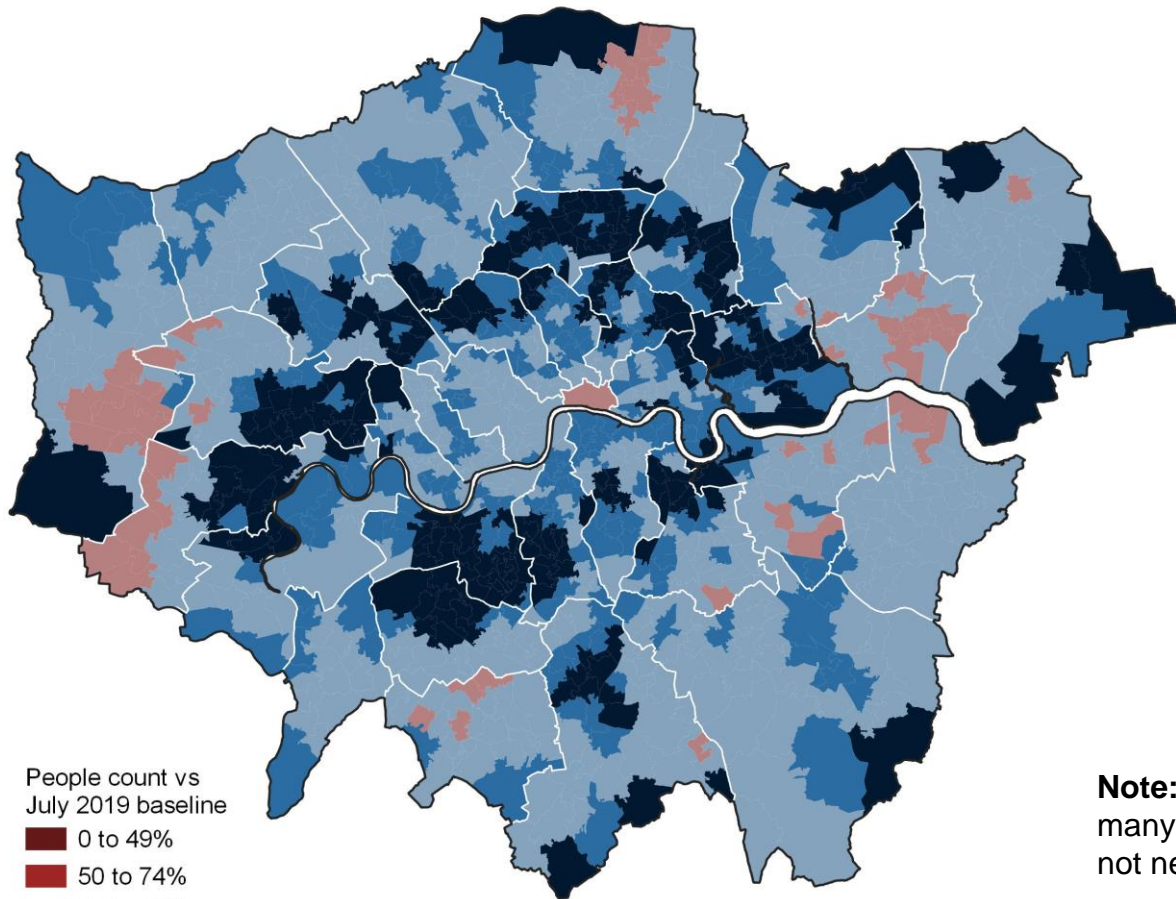 People count vs
July 2019 baseline
0 to 49%
50 to 74%
Note:
many
not ne